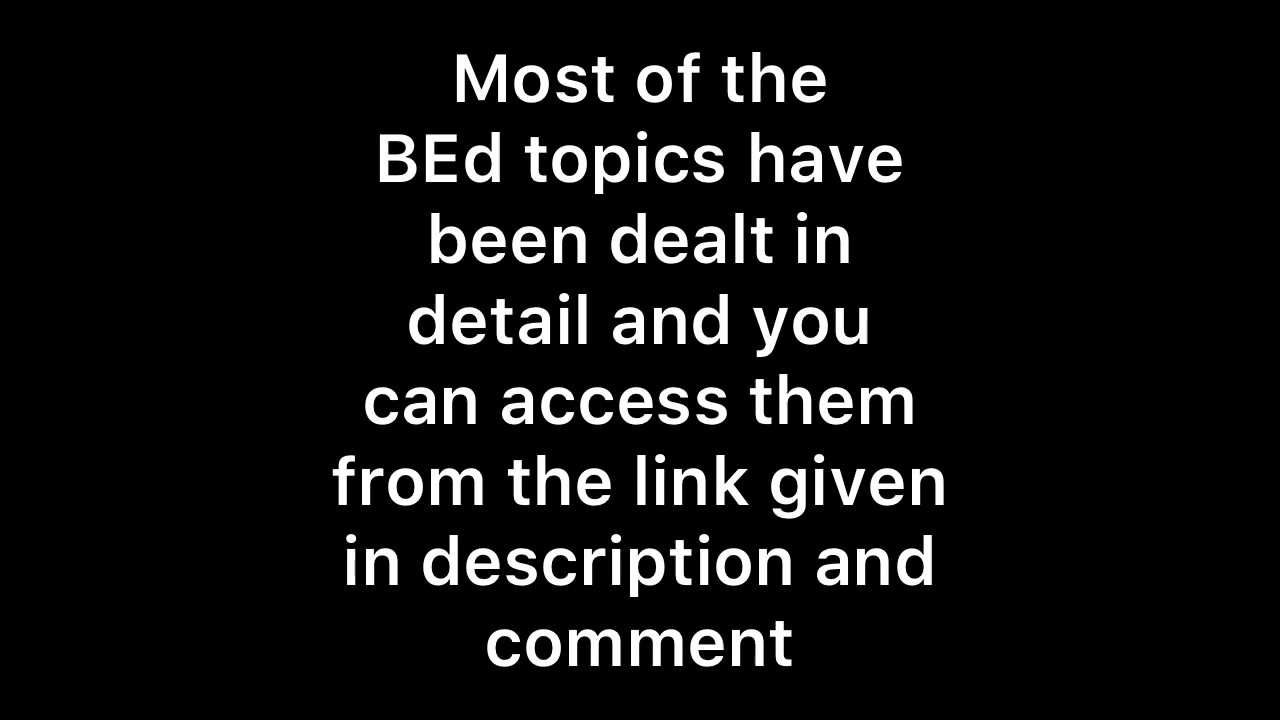 Most of the
BEd topics have
been dealt in
detail and you
can access them
from the link given
in description and
comment